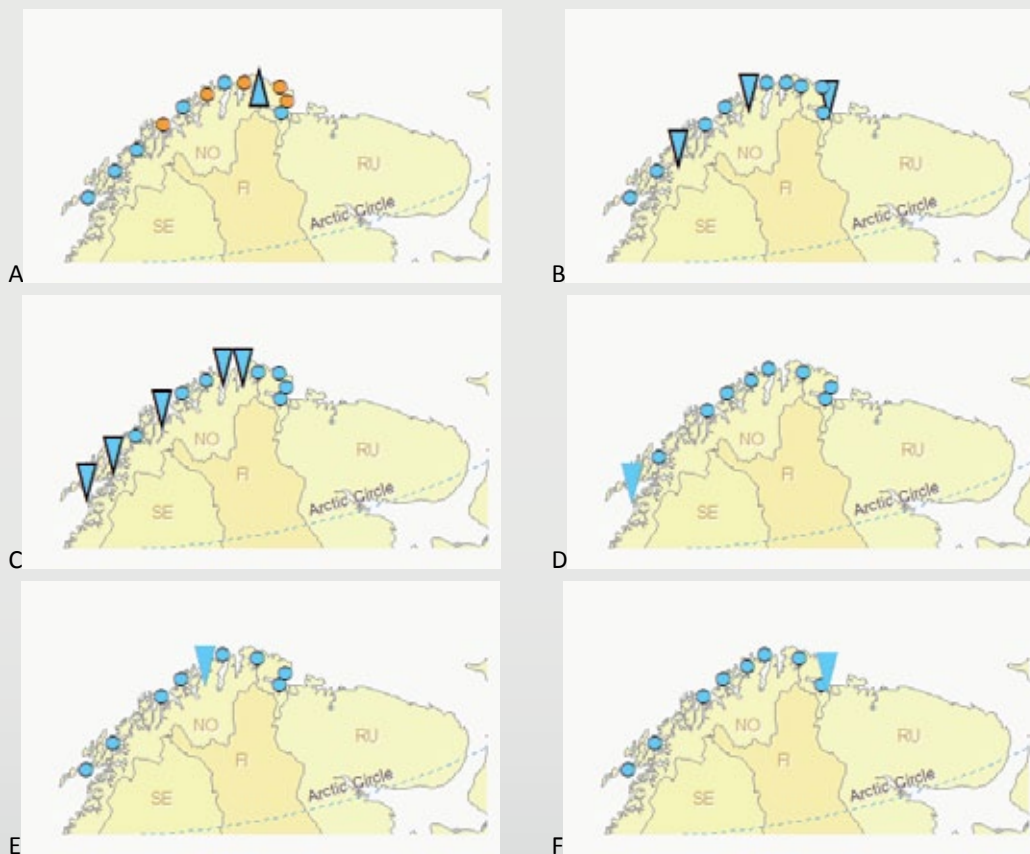 NO
RU
FI
Arctic Circle
SE
A
NO
RU
FI
Arctic Circle
SE
B
NO
RU
FI
Arctic Circle
SE
C
NO
RU
FI
Arctic Circle
SE
D
NO
RU
FI
Arctic Circle
SE
E
NO
RU
FI
Arctic Circle
SE
F